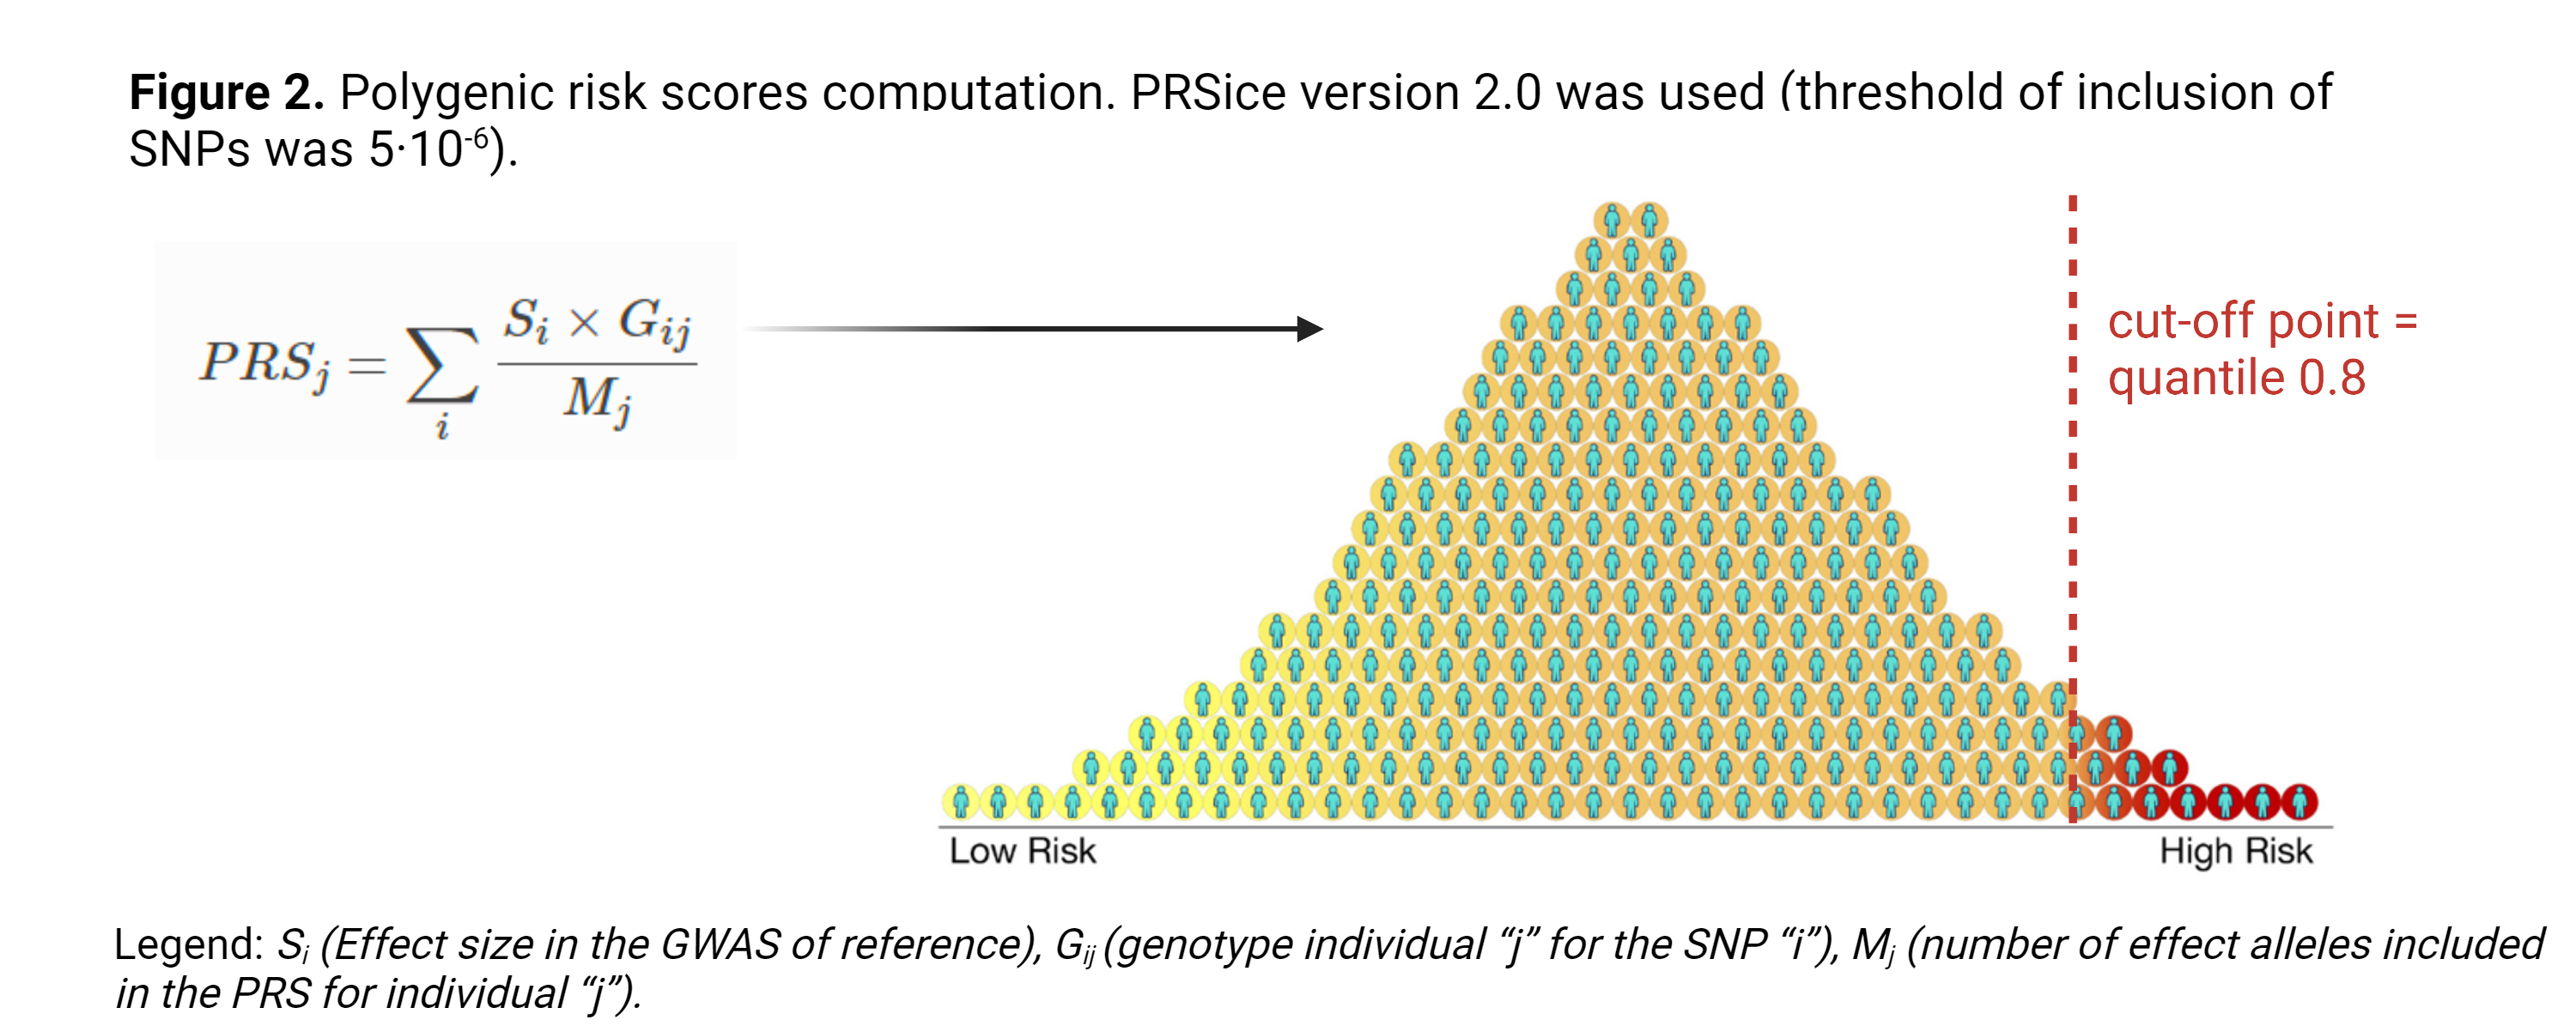 Figure 2. Polygenic risk scores computation. PRSice version 2.0 was used (threshold of inclusion of
SNPs was 5·10⁻⁶).
PRSⱼ = ∑ᵢ (Sᵢ × Gᵢⱼ) / Mⱼ
cut-off point =
quantile 0.8
Low Risk
High Risk
Legend: Sᵢ (Effect size in the GWAS of reference), Gᵢⱼ (genotype individual “j” for the SNP “i”), Mⱼ (number of effect alleles included
in the PRS for individual “j”).